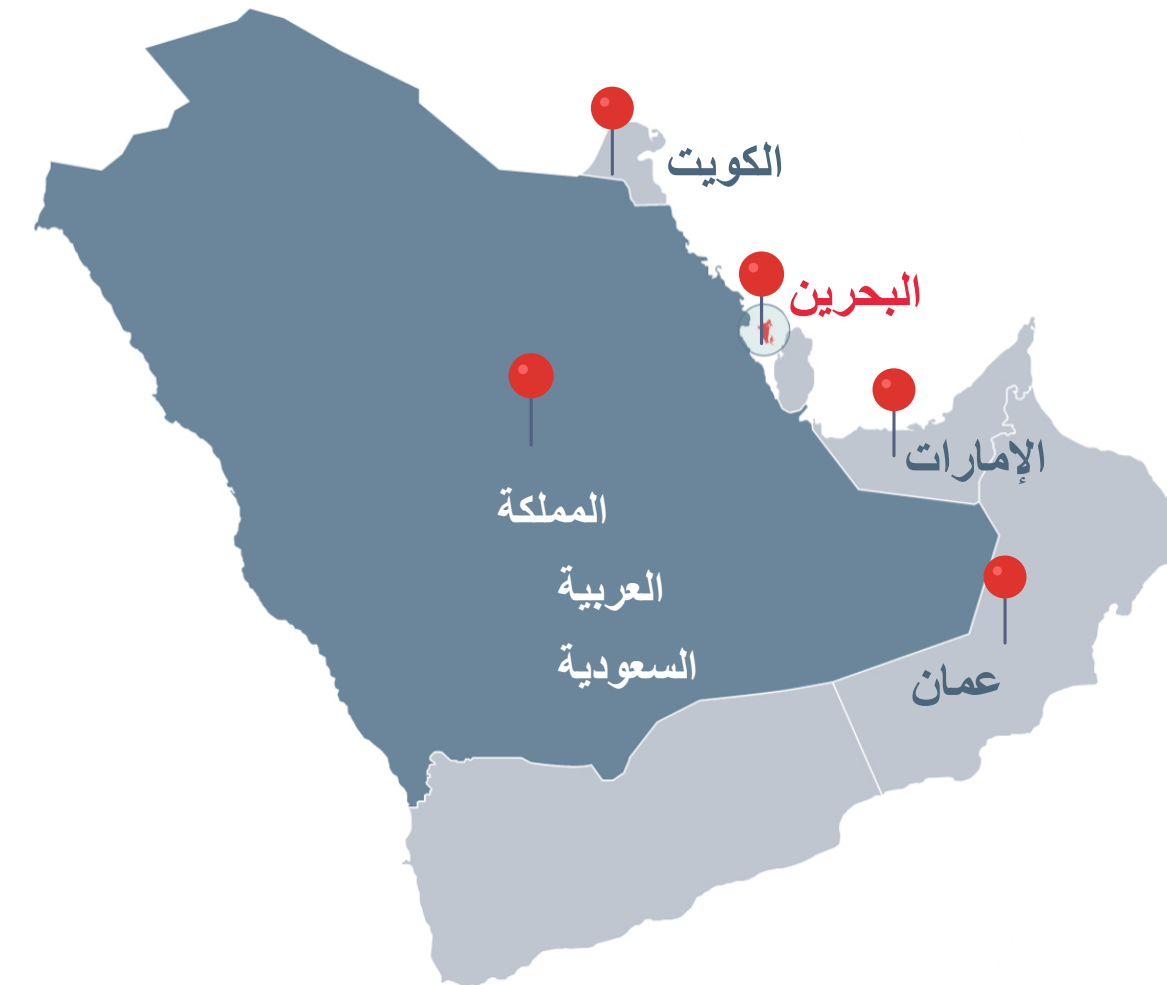 الكويت
البحرين
الإمارات
المملكة
العربية
السعودية
عمان